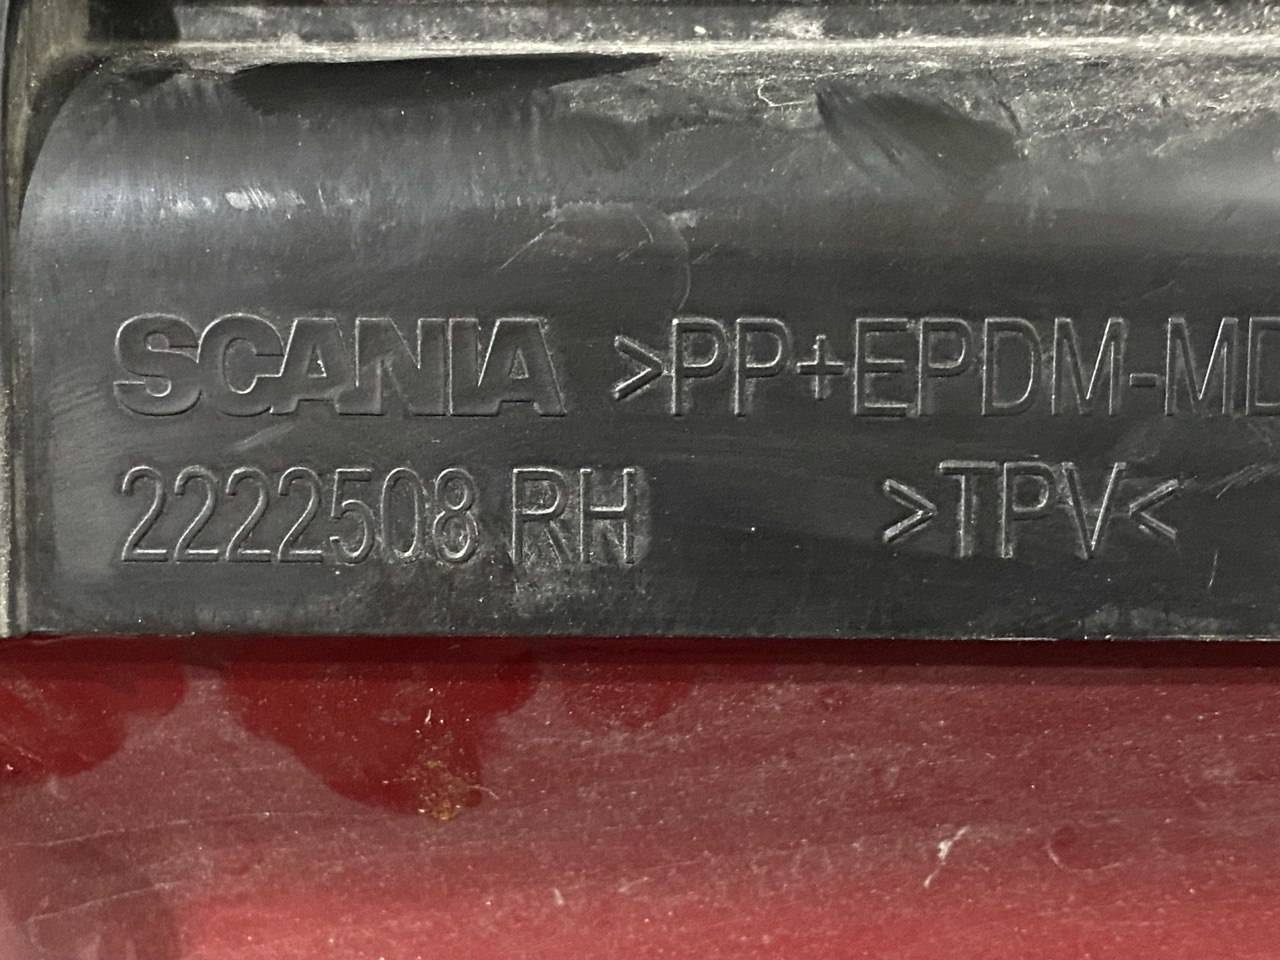 SCANIA >PP+EPDM-MD
2222508 RH >TPV<